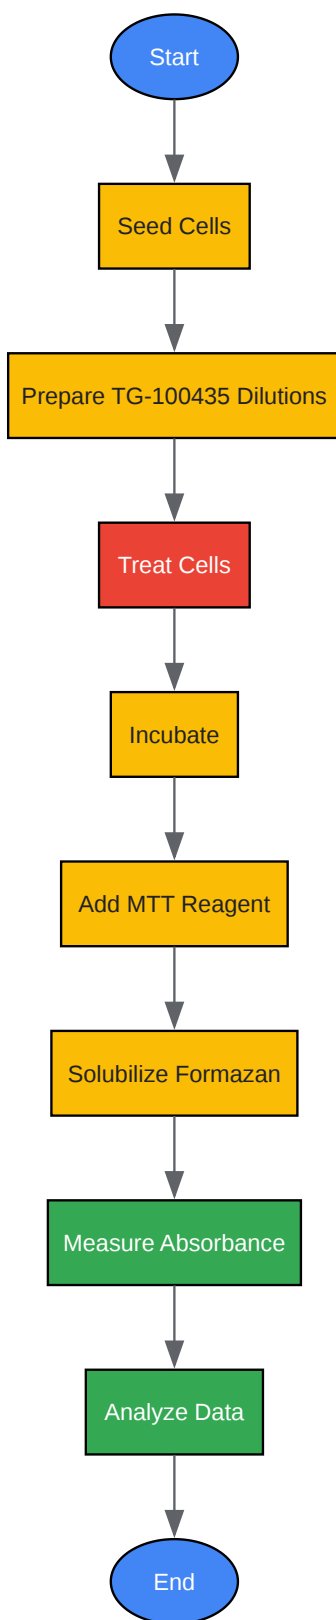 Start
Seed Cells
Prepare TG-100435 Dilutions
Treat Cells
Incubate
Add MTT Reagent
Solubilize Formazan
Measure Absorbance
Analyze Data
End